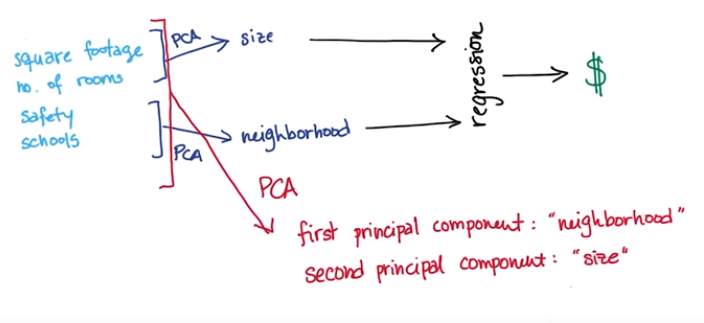 square footage
no. of rooms
safety
schools
PCA
size
PCA
neighborhood
regression
$
PCA
first principal component: "neighborhood"
second principal component: "size"